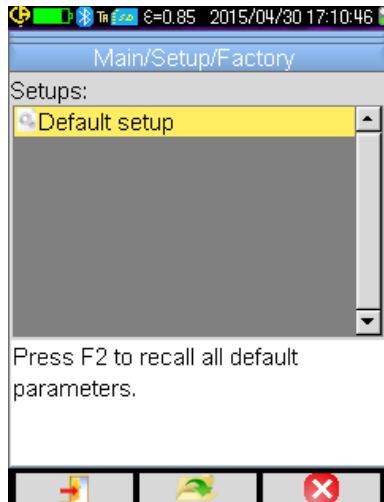 ε=0.85 2015/04/30 17:10:46
Main/Setup/Factory
Setups:
Default setup
Press F2 to recall all default
parameters.